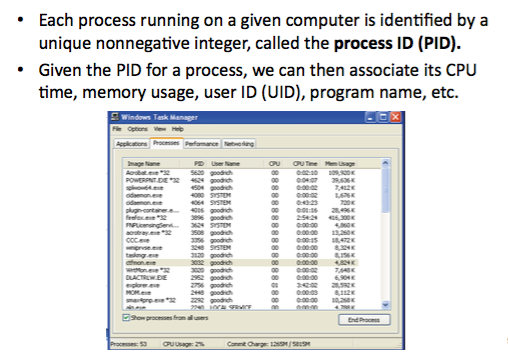 • Each process running on a given computer is identified by a
unique nonnegative integer, called the process ID (PID).
• Given the PID for a process, we can then associate its CPU
time, memory usage, user ID (UID), program name, etc.
Windows Task Manager
File Options View Help
Applications Processes Performance Networking
Image Name PID User Name CPU CPU Time Mem Usage
Acrobat.exe *32 5620 goodrich 00 0:02:10 109,920 K
POWERPNT.EXE *32 4624 goodrich 00 0:04:07 39,636 K
splwow64.exe 4504 goodrich 00 0:00:00 7,412 K
odaemon.exe 4080 SYSTEM 00 0:00:02 1,676 K
odaemon.exe 4064 SYSTEM 00 0:43:23 720 K
plugin-container.e... 4016 goodrich 00 0:01:16 28,496 K
firefox.exe *32 3896 goodrich 00 2:54:24 416,300 K
FNPLicensingServi... 3624 SYSTEM 00 0:00:00 4,060 K
acrotray.exe *32 3508 goodrich 00 0:00:00 13,260 K
CCC.exe 3356 goodrich 00 0:00:15 18,472 K
wmiprvse.exe 3248 SYSTEM 00 0:00:00 8,324 K
taskmgr.exe 3120 goodrich 00 0:00:00 8,156 K
ctfmon.exe 3032 goodrich 00 0:00:00 4,824 K
WrtMon.exe *32 3020 goodrich 00 0:00:02 7,648 K
DLACTRLW.EXE 2952 goodrich 00 0:00:00 6,904 K
explorer.exe 2756 goodrich 01 3:42:02 28,592 K
MOM.exe 2448 goodrich 00 0:00:03 8,112 K
smax4pnp.exe *32 2292 goodrich 00 0:00:00 10,268 K
alg.exe 2240 LOCAL SERVICE 00 0:00:00 4,788 K
Show processes from all users
End Process
Processes: 53 CPU Usage: 2% Commit Charge: 1265M / 5815M